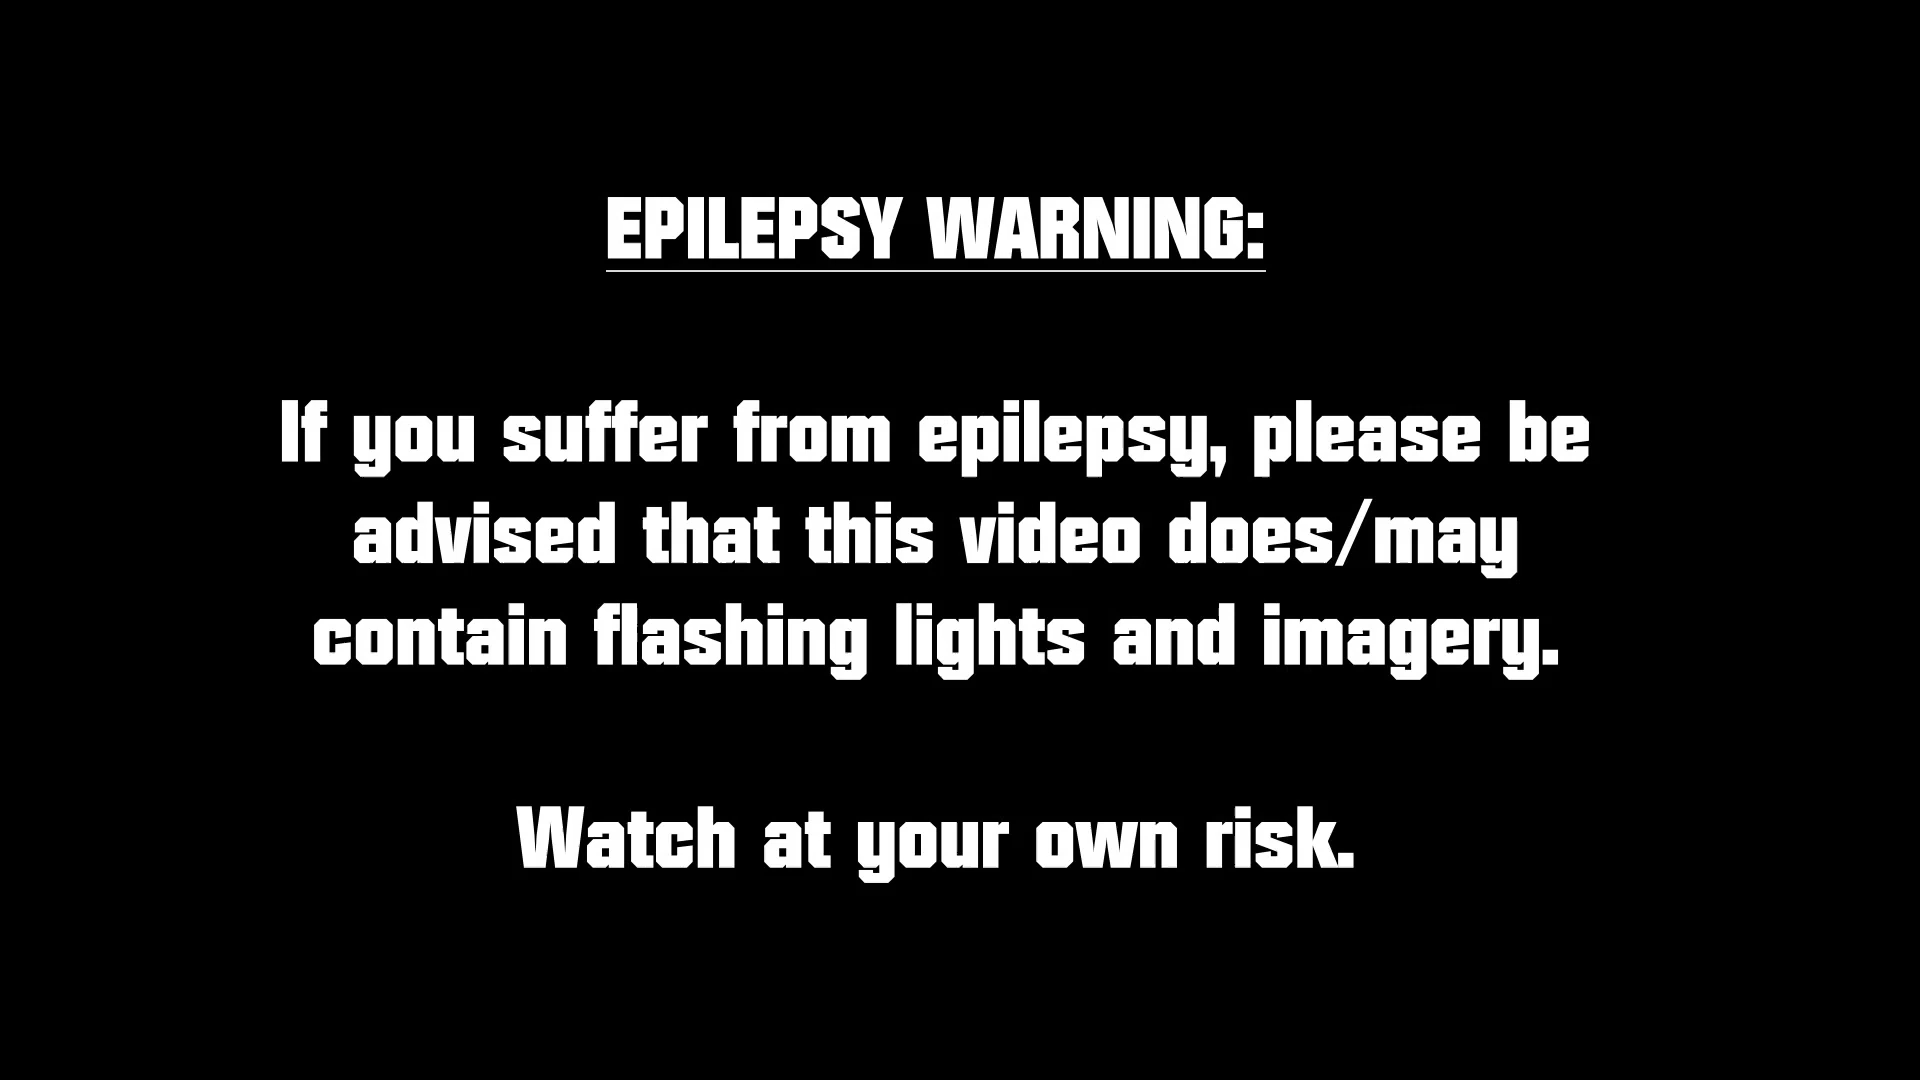 EPILEPSY WARNING:
If you suffer from epilepsy, please be
advised that this video does/may
contain flashing lights and imagery.
Watch at your own risk.